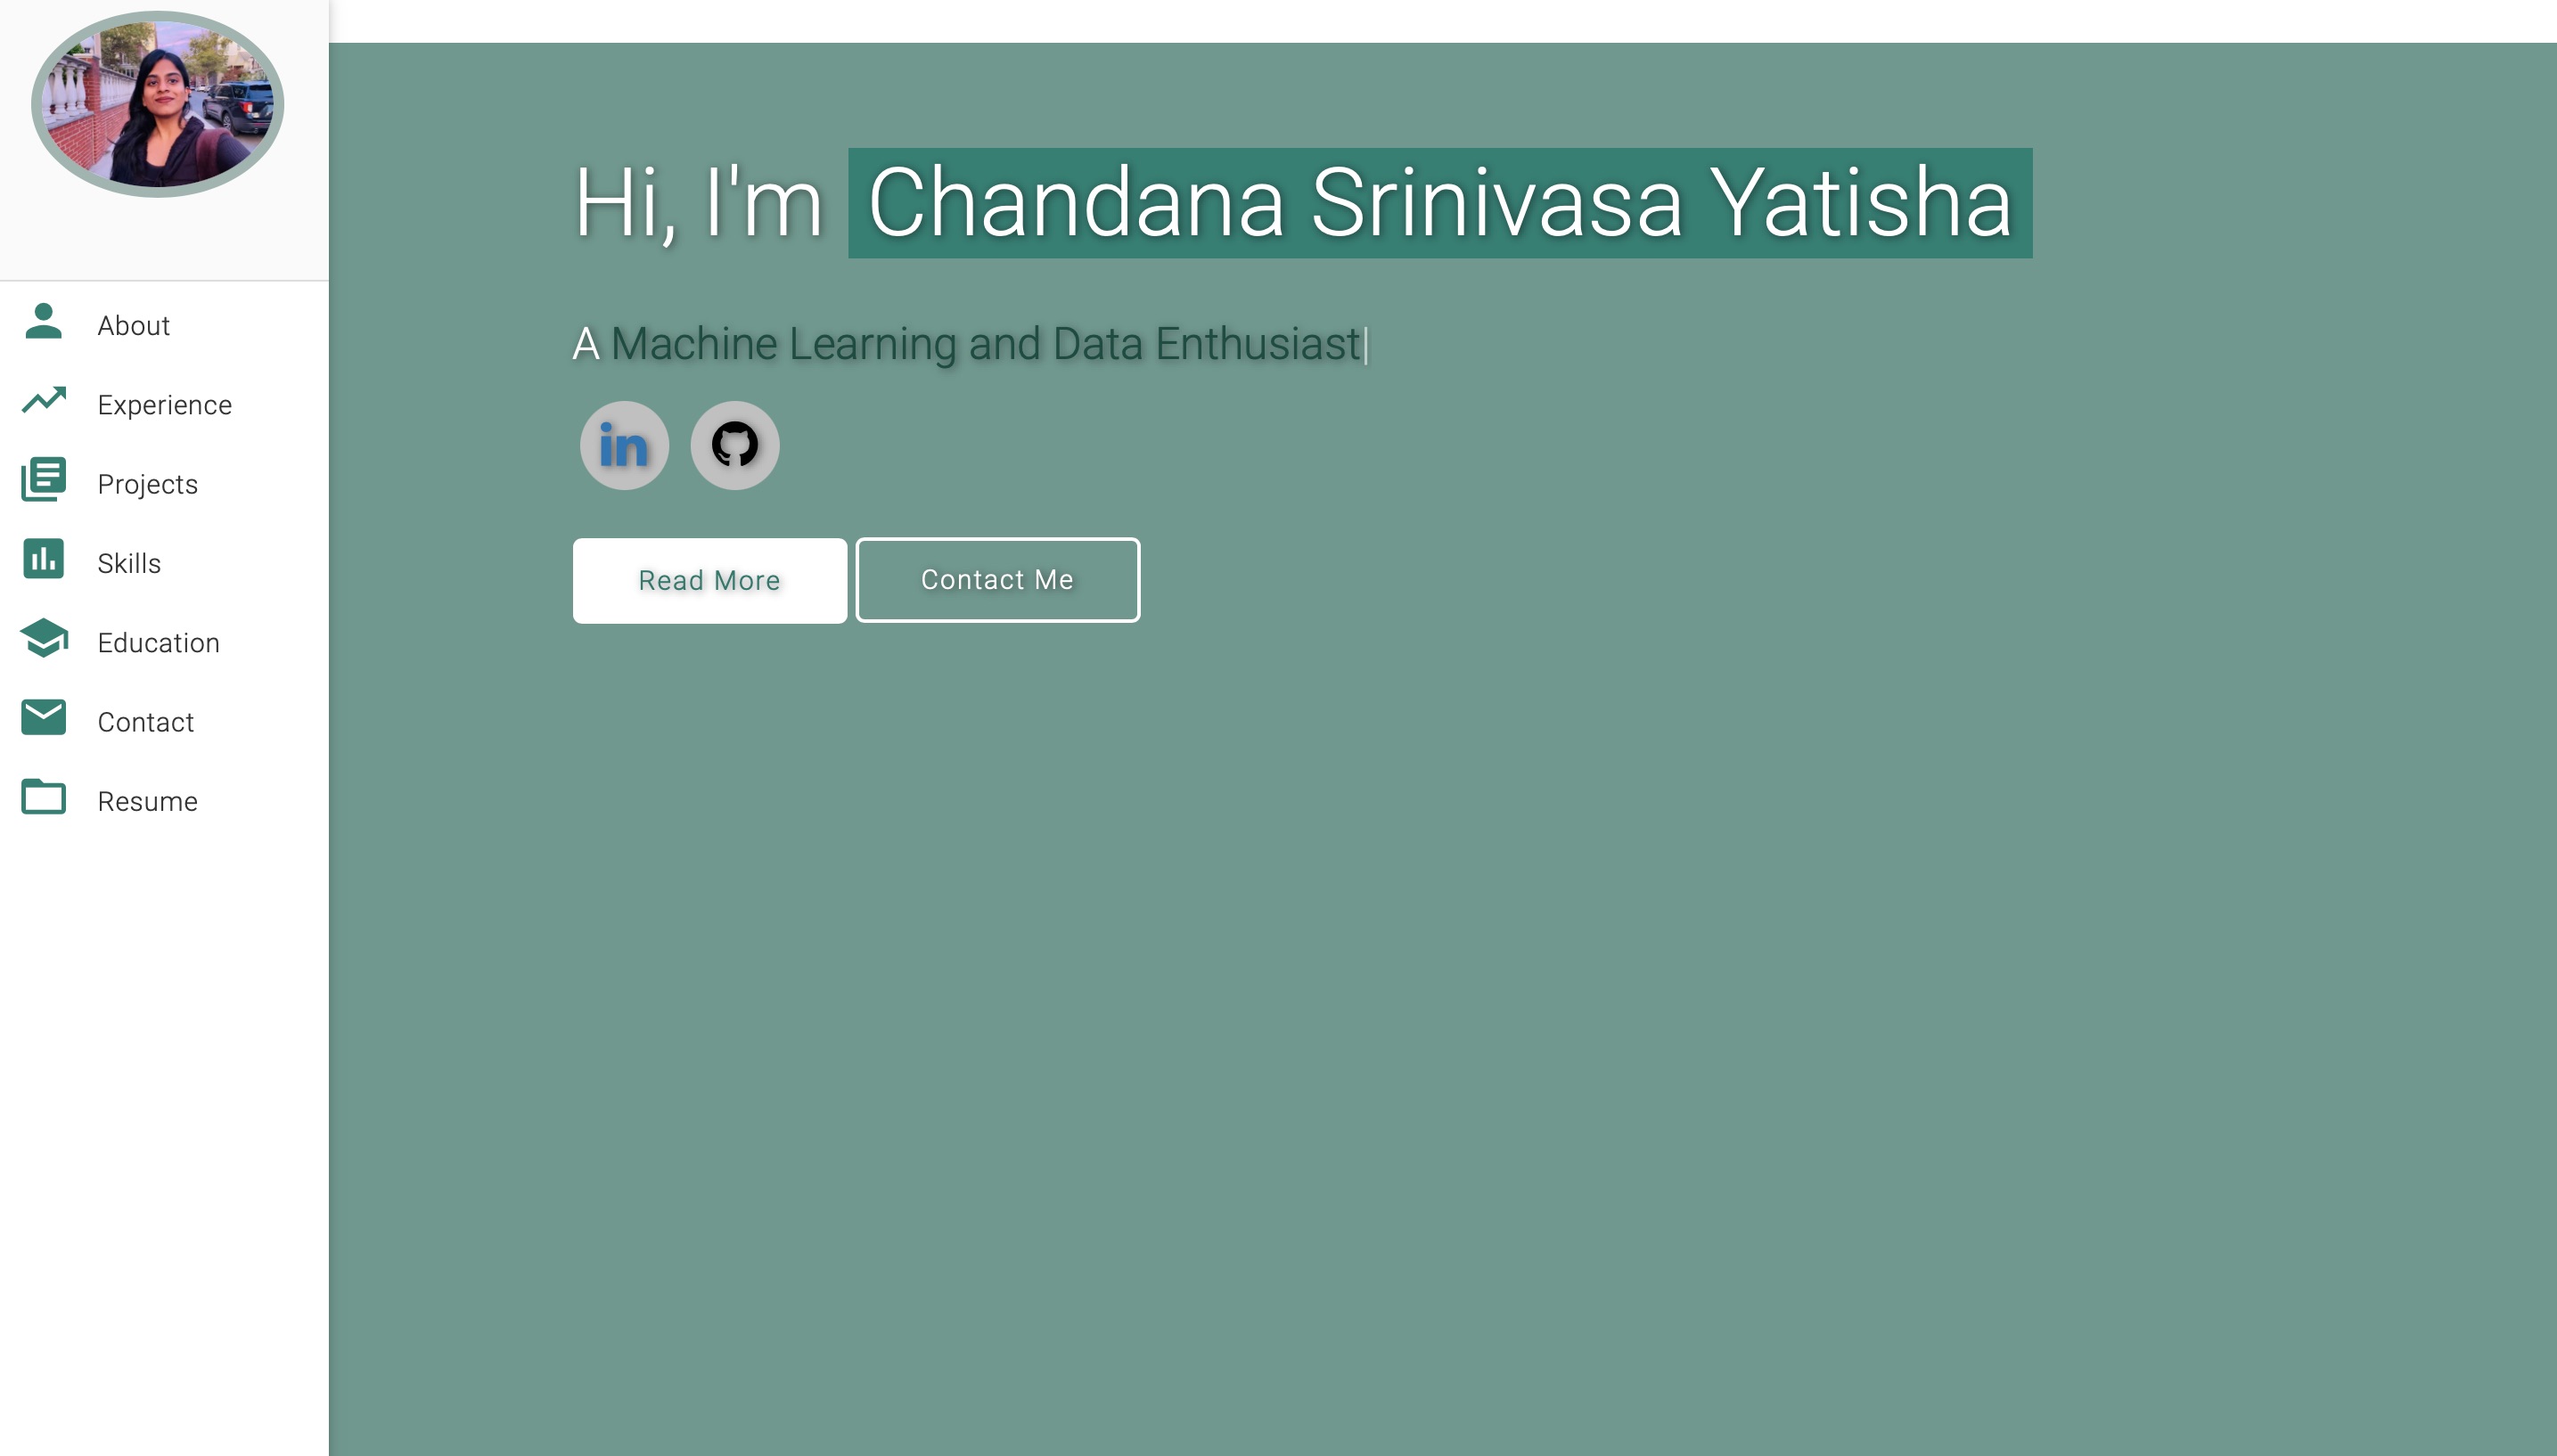 About
Experience
Projects
Skills
Education
Contact
Resume
Hi, I'm Chandana Srinivasa Yatisha
A Machine Learning and Data Enthusiast|
in
Read More
Contact Me